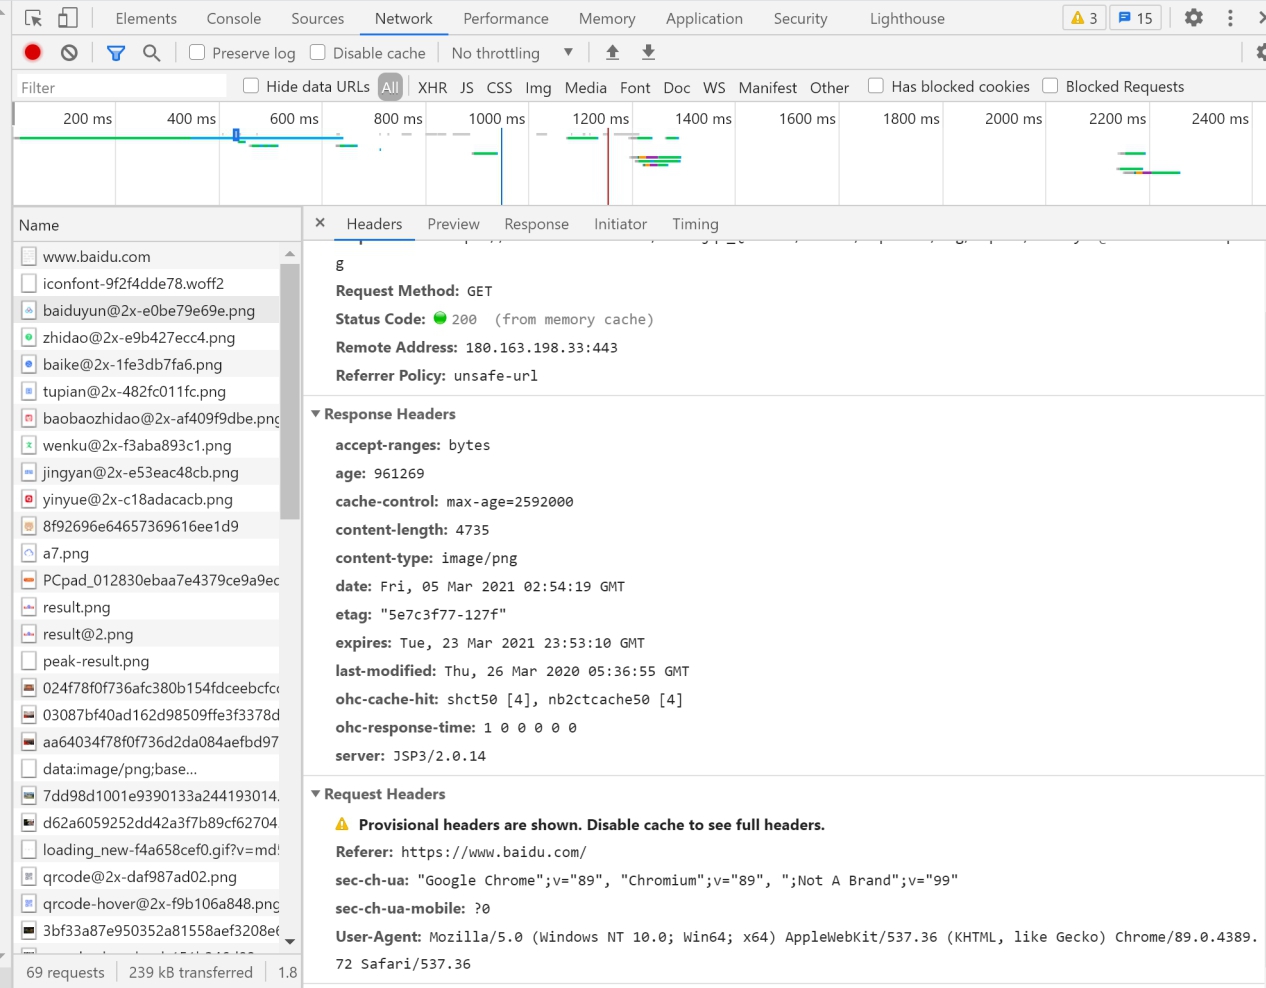 Elements Console Sources Network Performance Memory Application Security Lighthouse 3 15
Preserve log Disable cache No throttling
Filter Hide data URLs All XHR JS CSS Img Media Font Doc WS Manifest Other Has blocked cookies Blocked Requests
200 ms 400 ms 600 ms 800 ms 1000 ms 1200 ms 1400 ms 1600 ms 1800 ms 2000 ms 2200 ms 2400 ms
Name
www.baidu.com
iconfont-9f2f4dde78.woff2
baiduyun@2x-e0be79e69e.png
zhidao@2x-e9b427ecc4.png
baike@2x-1fe3db7fa6.png
tupian@2x-482fc011fc.png
baobaozhidao@2x-af409f9dbe.png
wenku@2x-f3aba893c1.png
jingyan@2x-e53eac48cb.png
yinyue@2x-c18adacacb.png
8f92696e64657369616ee1d9
a7.png
PCpad_012830ebaa7e4379ce9a9ed
result.png
result@2.png
peak-result.png
024f78f0f736afc380b154fdceebcfcc
03087bf40ad162d98509ffe3f3378d
aa64034f78f0f736d2da084aefbd97
data:image/png;base...
7dd98d1001e9390133a244193014.
d62a6059252dd42a3f7b89cf62704
loading_new-f4a658cef0.gif?v=md5
qrcode@2x-daf987ad02.png
qrcode-hover@2x-f9b106a848.png
3bf33a87e950352a81558aef3208e6
69 requests 239 kB transferred 1.8
Headers Preview Response Initiator Timing
g
Request Method: GET
Status Code: 200 (from memory cache)
Remote Address: 180.163.198.33:443
Referrer Policy: unsafe-url
Response Headers
accept-ranges: bytes
age: 961269
cache-control: max-age=2592000
content-length: 4735
content-type: image/png
date: Fri, 05 Mar 2021 02:54:19 GMT
etag: "5e7c3f77-127f"
expires: Tue, 23 Mar 2021 23:53:10 GMT
last-modified: Thu, 26 Mar 2020 05:36:55 GMT
ohc-cache-hit: shct50 [4], nb2ctcache50 [4]
ohc-response-time: 1 0 0 0 0 0
server: JSP3/2.0.14
Request Headers
Provisional headers are shown. Disable cache to see full headers.
Referer: https://www.baidu.com/
sec-ch-ua: "Google Chrome";v="89", "Chromium";v="89", ";Not A Brand";v="99"
sec-ch-ua-mobile: ?0
User-Agent: Mozilla/5.0 (Windows NT 10.0; Win64; x64) AppleWebKit/537.36 (KHTML, like Gecko) Chrome/89.0.4389.
72 Safari/537.36